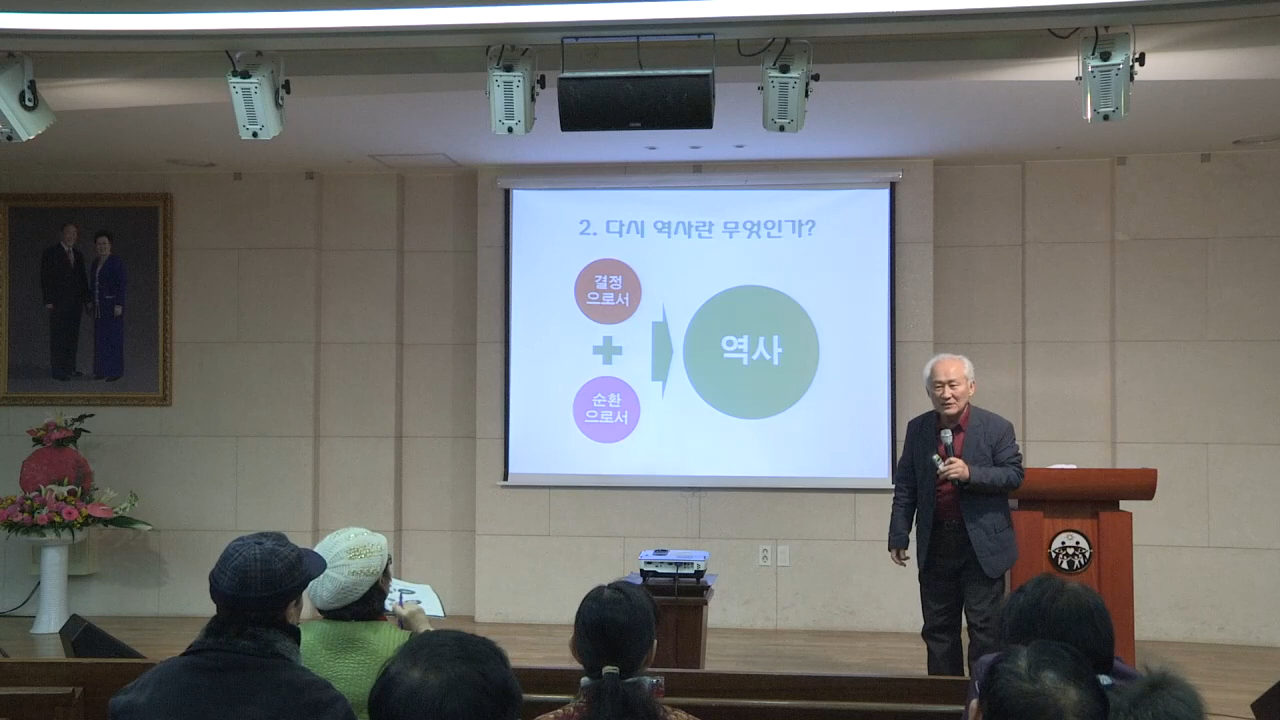 2. 다시 역사란 무엇인가?
결정
으로서
역사
순환
으로서